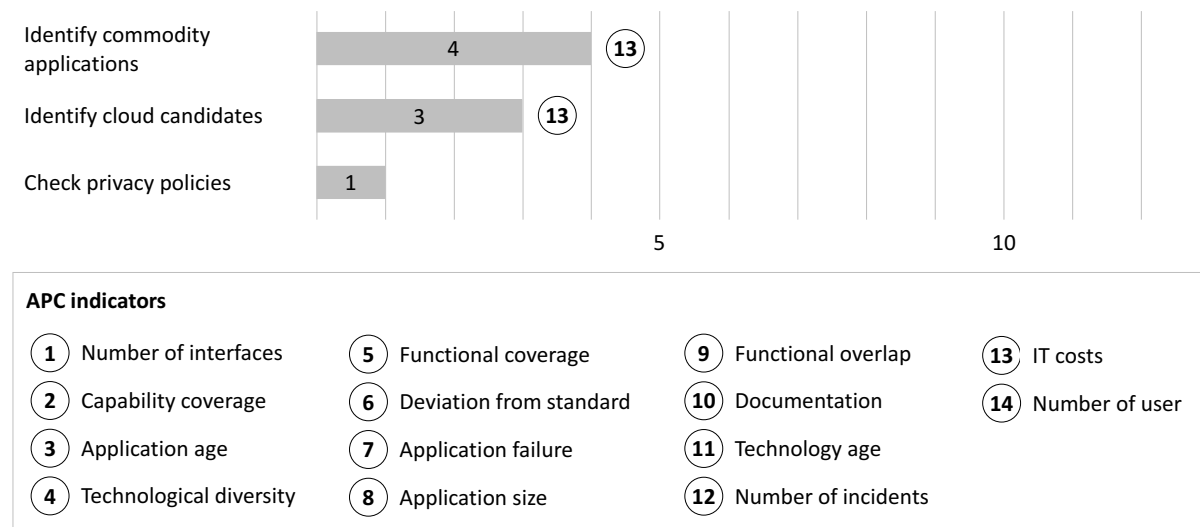 Identify commodity
applications
4
13
Identify cloud candidates
3
13
Check privacy policies
1
5
10
APC indicators
1 Number of interfaces
2 Capability coverage
3 Application age
4 Technological diversity
5 Functional coverage
6 Deviation from standard
7 Application failure
8 Application size
9 Functional overlap
10 Documentation
11 Technology age
12 Number of incidents
13 IT costs
14 Number of user